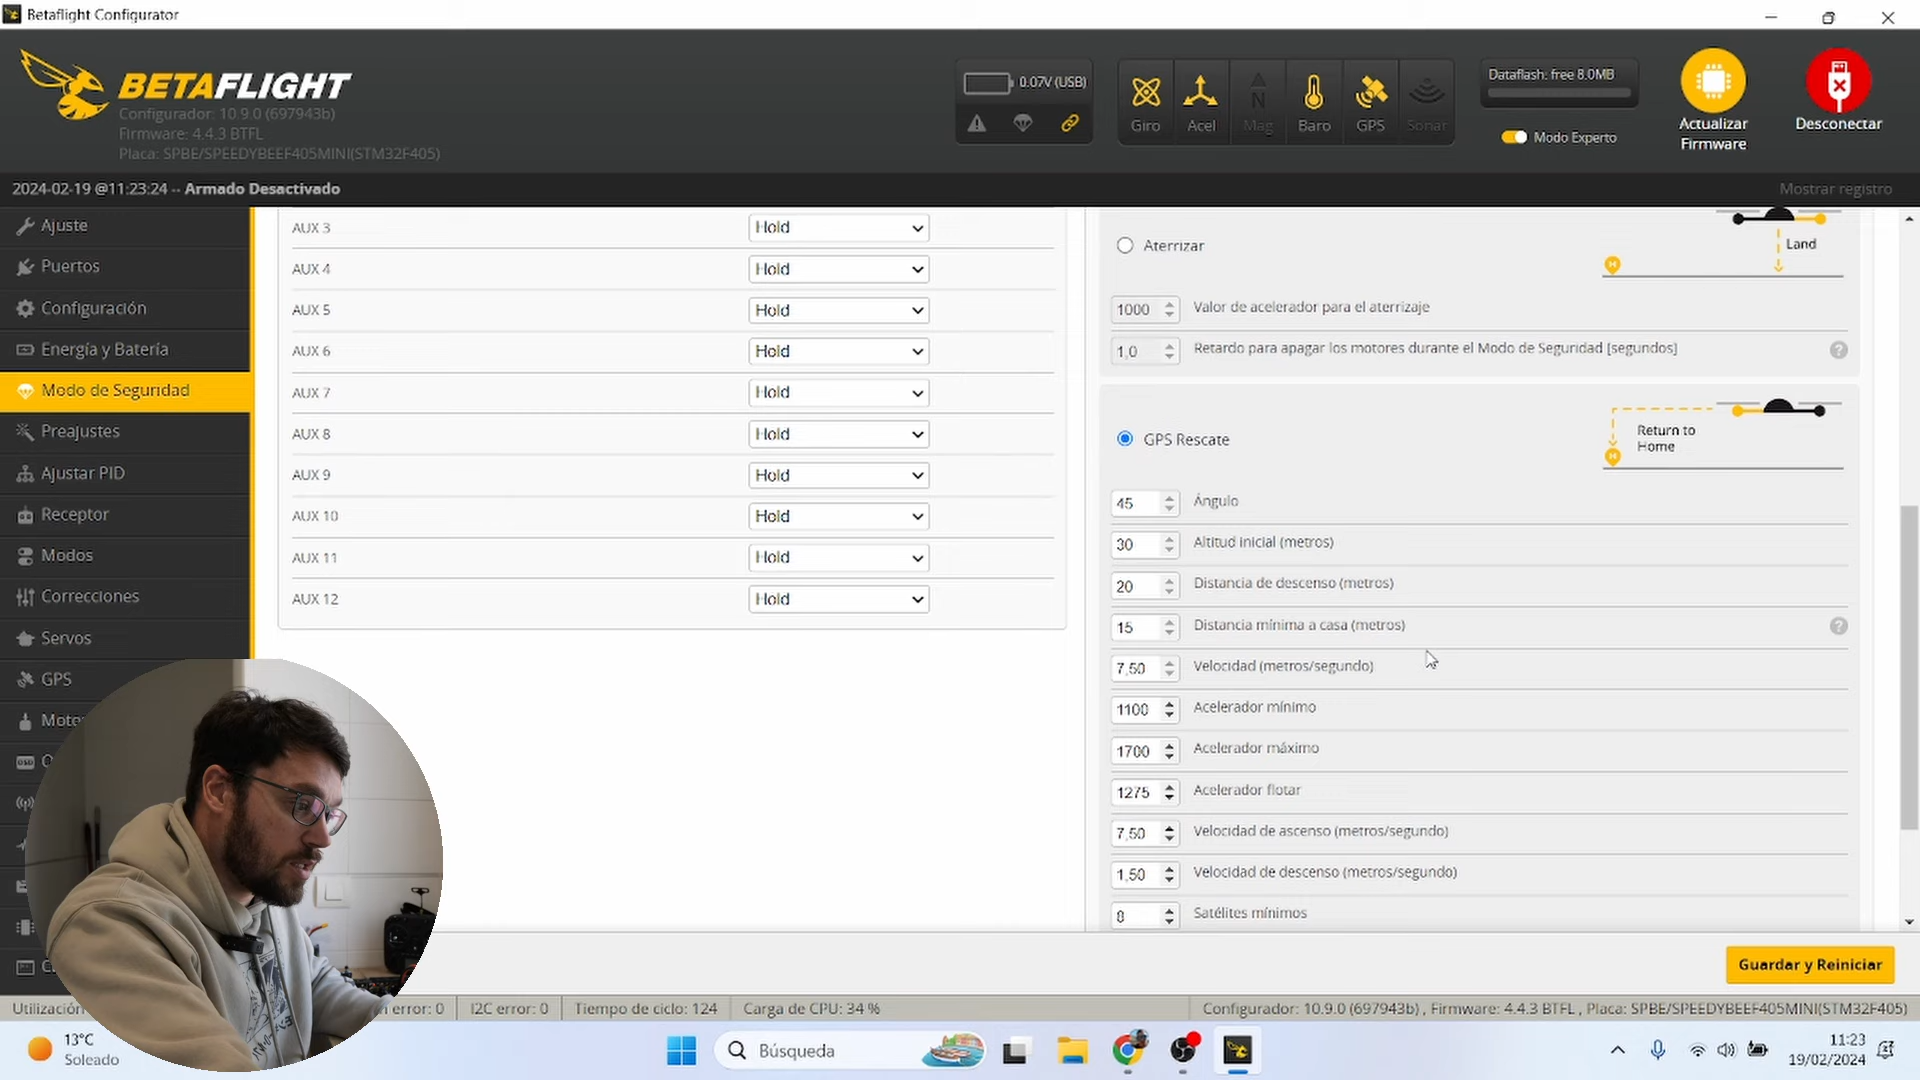 Betaflight Configurator
BETAFLIGHT
Configurador: 10.9.0 (697943b)
Firmware: 4.4.3 BTFL
Placa: SPBE/SPEEDYBEEF405MINI(STM32F405)
0.07V (USB)
Giro
Acel
N
Mag
Baro
GPS
Sonar
Dataflash: free 8.0MB
Modo Experto
Actualizar
Firmware
Desconectar
2024-02-19 @11:23:24 -- Armado Desactivado
Mostrar registro
Ajuste
Puertos
Configuración
Energía y Batería
Modo de Seguridad
Preajustes
Ajustar PID
Receptor
Modos
Correcciones
Servos
GPS
AUX 3 Hold
AUX 4 Hold
AUX 5 Hold
AUX 6 Hold
AUX 7 Hold
AUX 8 Hold
AUX 9 Hold
AUX 10 Hold
AUX 11 Hold
AUX 12 Hold
Aterrizar
Land
H
1000 Valor de acelerador para el aterrizaje
1,0 Retardo para apagar los motores durante el Modo de Seguridad [segundos] ?
GPS Rescate
Return to
Home
H
45 Ángulo
30 Altitud inicial (metros)
20 Distancia de descenso (metros)
15 Distancia mínima a casa (metros) ?
7,50 Velocidad (metros/segundo)
1100 Acelerador mínimo
1700 Acelerador máximo
1275 Acelerador flotar
7,50 Velocidad de ascenso (metros/segundo)
1,50 Velocidad de descenso (metros/segundo)
8 Satélites mínimos
Guardar y Reiniciar
Utilización
error: 0
I2C error: 0
Tiempo de ciclo: 124
Carga de CPU: 34 %
Configurador: 10.9.0 (697943b) , Firmware: 4.4.3 BTFL , Placa: SPBE/SPEEDYBEEF405MINI(STM32F405)
13°C
Soleado
Búsqueda
11:23
19/02/2024